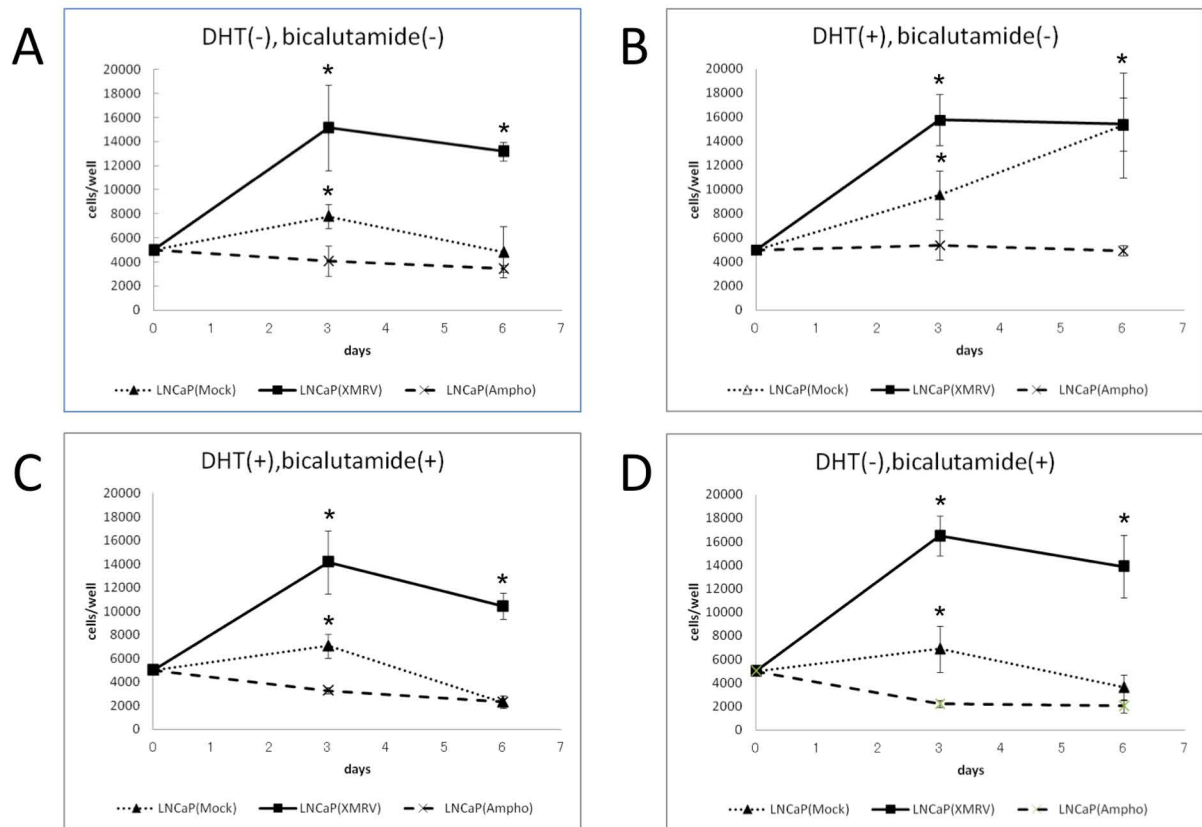 A
DHT(-), bicalutamide(-)
*
*
*
20000
18000
16000
14000
12000
10000
8000
6000
4000
2000
0
cells/well
0 1 2 3 4 5 6 7
days
LNCaP(Mock) LNCaP(XMRV) LNCaP(Ampho)
B
DHT(+), bicalutamide(-)
*
*
*
20000
18000
16000
14000
12000
10000
8000
6000
4000
2000
0
cells/well
0 1 2 3 4 5 6 7
days
LNCaP(Mock) LNCaP(XMRV) LNCaP(Ampho)
C
DHT(+),bicalutamide(+)
*
*
*
20000
18000
16000
14000
12000
10000
8000
6000
4000
2000
0
cells/well
0 1 2 3 4 5 6 7
days
LNCaP(Mock) LNCaP(XMRV) LNCaP(Ampho)
D
DHT(-),bicalutamide(+)
*
*
*
20000
18000
16000
14000
12000
10000
8000
6000
4000
2000
0
cells/well
0 1 2 3 4 5 6 7
days
LNCaP(Mock) LNCaP(XMRV) LNCaP(Ampho)